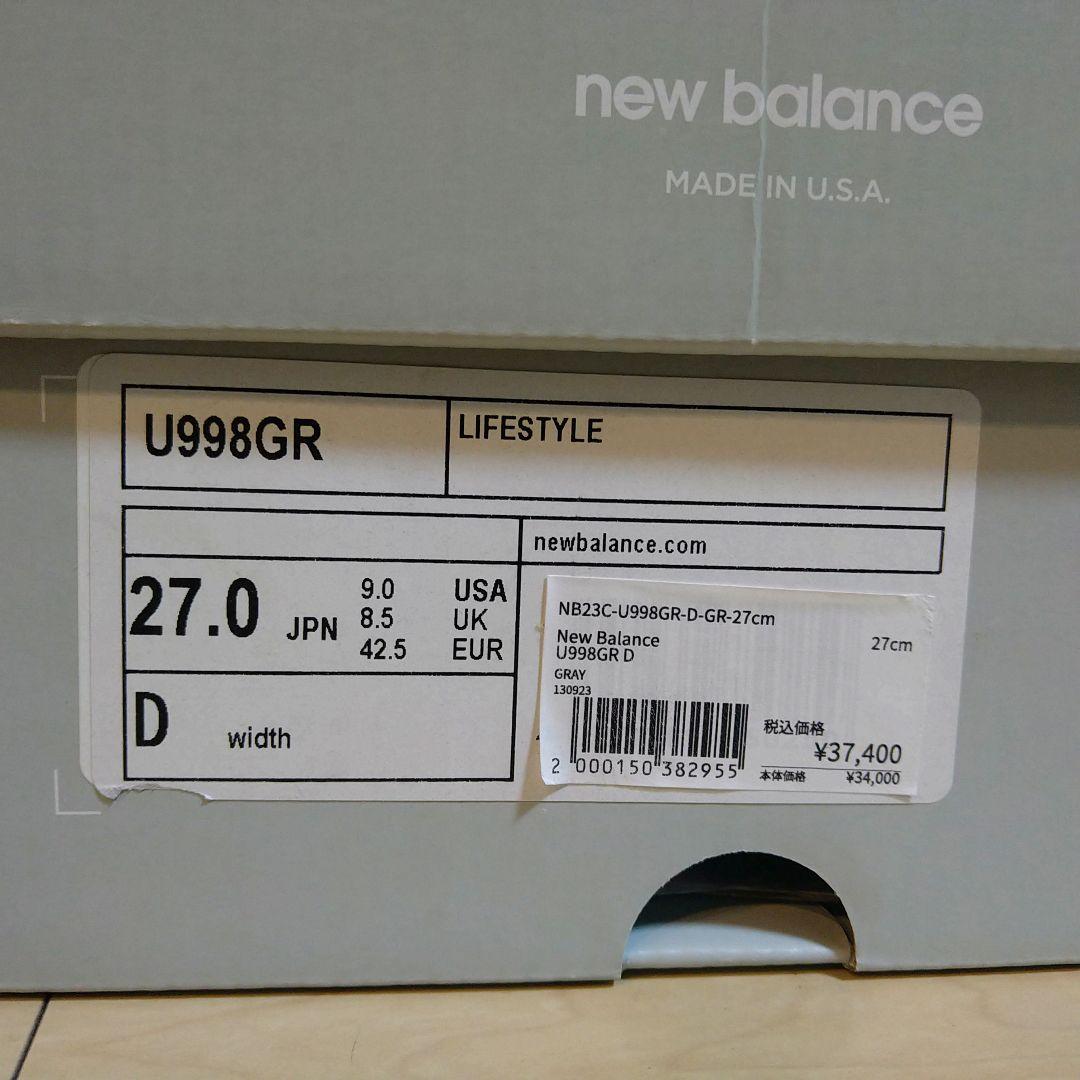 new balance
MADE IN U.S.A.
U998GR
LIFESTYLE
newbalance.com
27.0 JPN
9.0 USA
8.5 UK
42.5 EUR
D width
NB23C-U998GR-D-GR-27cm
New Balance
U998GR D
27cm
GRAY
130923
2 000150 382955
税込価格
¥37,400
本体価格 ¥34,000